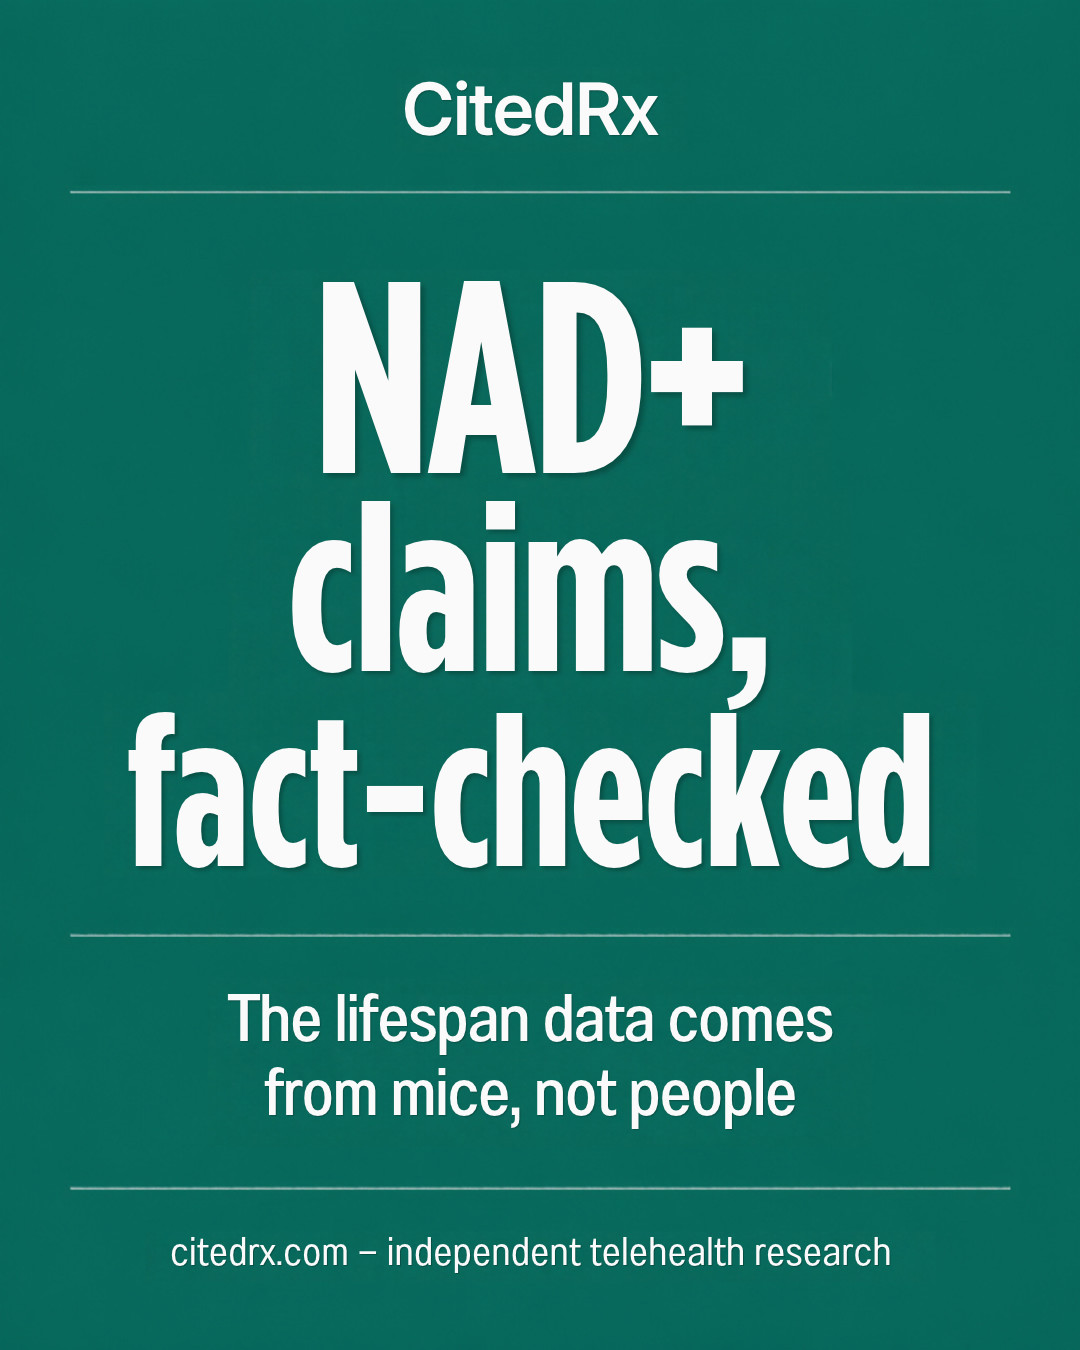 CitedRx
NAD+
claims,
fact-checked
The lifespan data comes
from mice, not people
citedrx.com – independent telehealth research